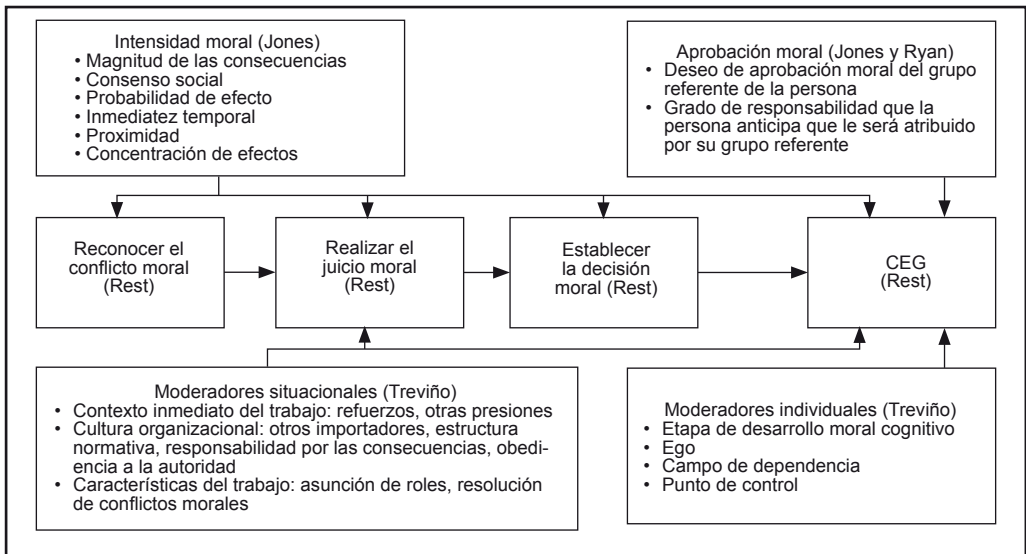 Intensidad moral (Jones)
• Magnitud de las consecuencias
• Consenso social
• Probabilidad de efecto
• Inmediatez temporal
• Proximidad
• Concentración de efectos
Aprobación moral (Jones y Ryan)
• Deseo de aprobación moral del grupo
referente de la persona
• Grado de responsabilidad que la
persona anticipa que le será atribuido
por su grupo referente
Reconocer el
conflicto moral
(Rest)
Realizar el
juicio moral
(Rest)
Establecer
la decisión
moral (Rest)
CEG
(Rest)
Moderadores situacionales (Treviño)
• Contexto inmediato del trabajo: refuerzos, otras presiones
• Cultura organizacional: otros importadores, estructura
normativa, responsabilidad por las consecuencias, obedi-
encia a la autoridad
• Características del trabajo: asunción de roles, resolución
de conflictos morales
Moderadores individuales (Treviño)
• Etapa de desarrollo moral cognitivo
• Ego
• Campo de dependencia
• Punto de control